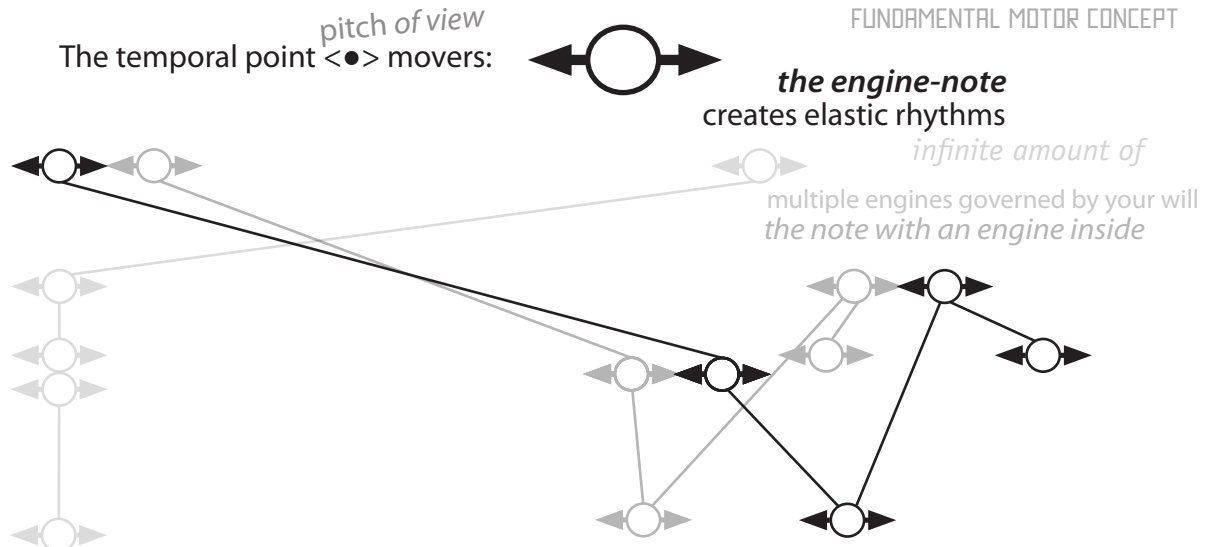 FUNDAMENTAL MOTOR CONCEPT
pitch of view
The temporal point <●> movers:
the engine-note
creates elastic rhythms
infinite amount of
multiple engines governed by your will
the note with an engine inside